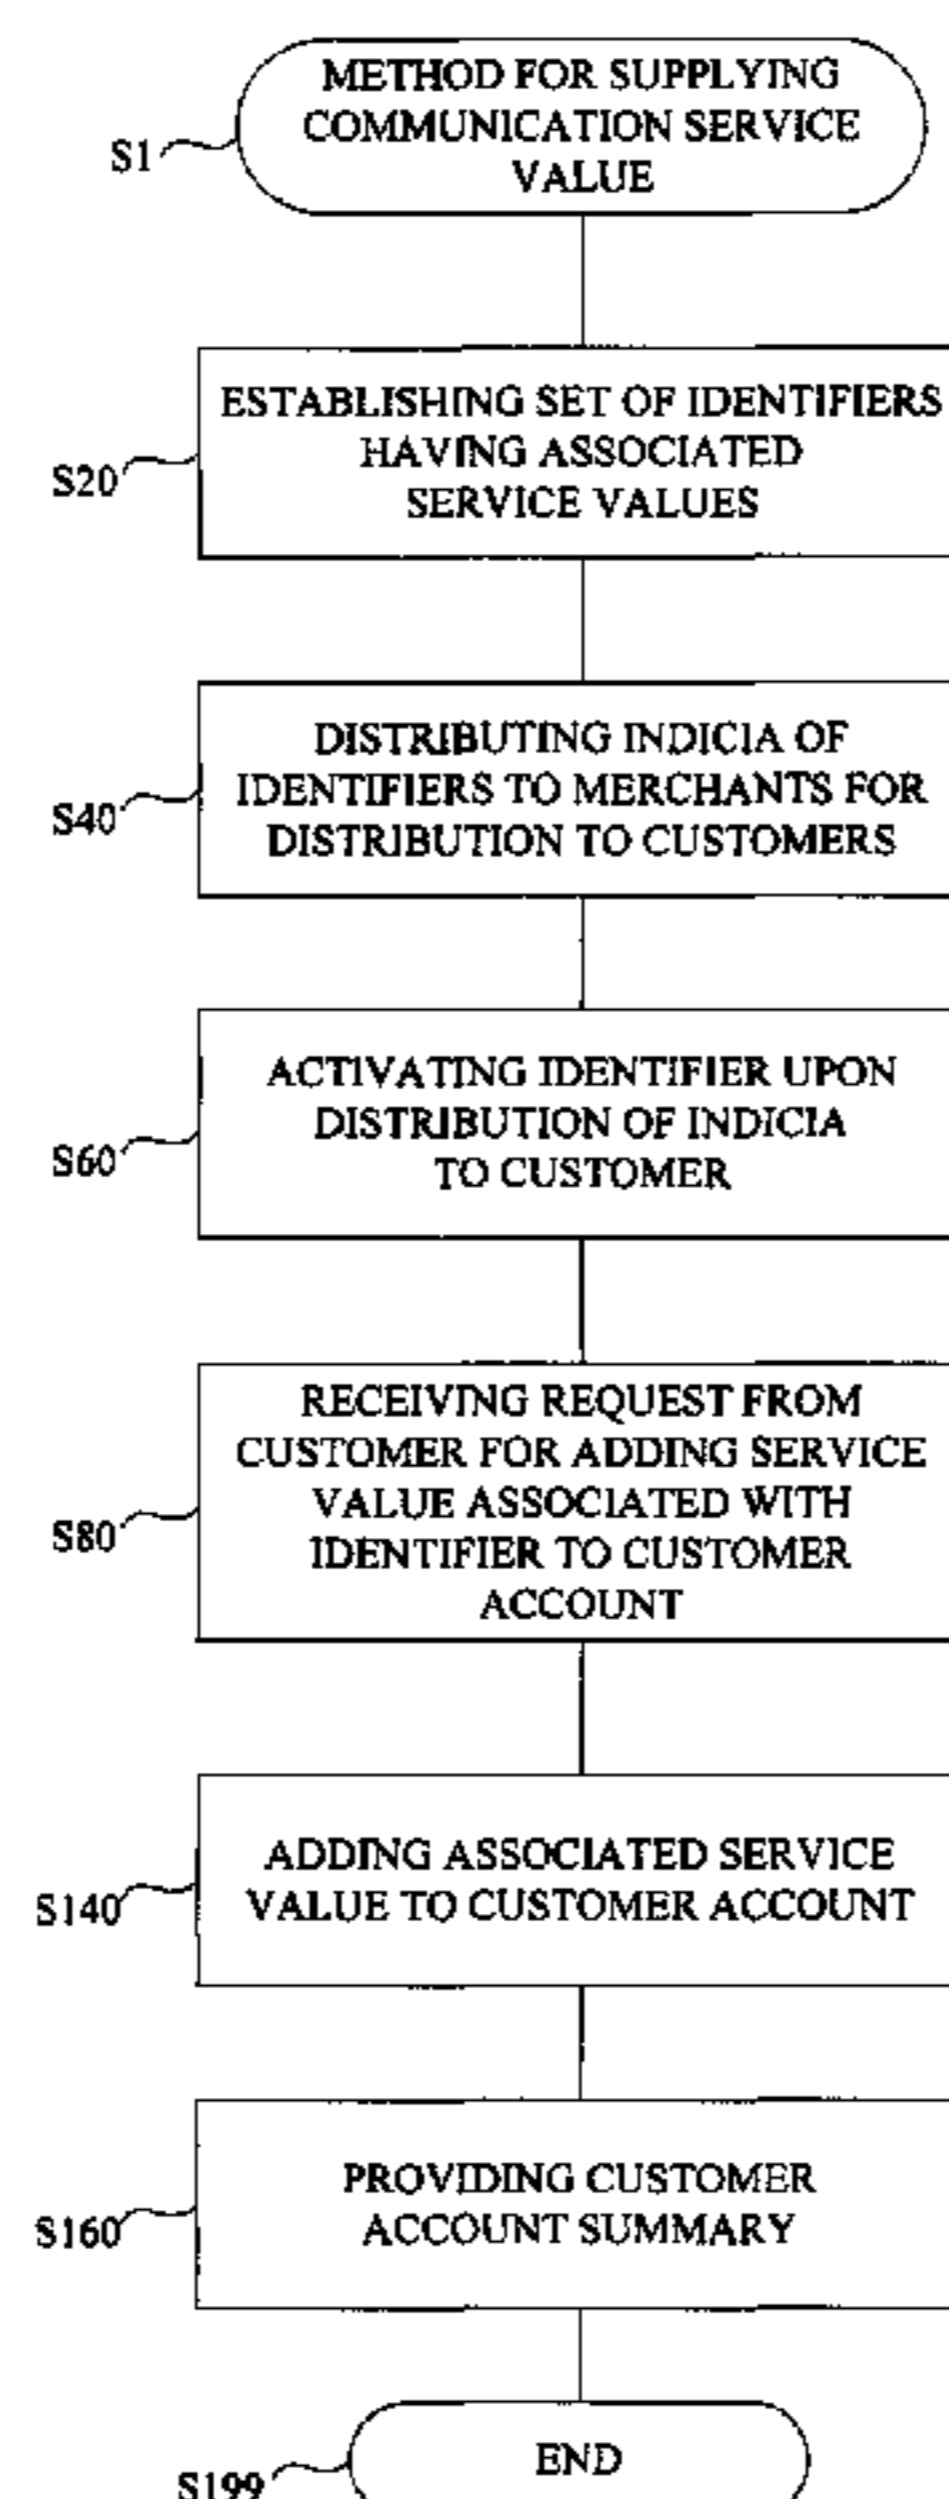 METHOD FOR SUPPLYING
COMMUNICATION SERVICE
VALUE
S1
ESTABLISHING SET OF IDENTIFIERS
HAVING ASSOCIATED
SERVICE VALUES
S20
DISTRIBUTING INDICIA OF
IDENTIFIERS TO MERCHANTS FOR
DISTRIBUTION TO CUSTOMERS
S40
ACTIVATING IDENTIFIER UPON
DISTRIBUTION OF INDICIA
TO CUSTOMER
S60
RECEIVING REQUEST FROM
CUSTOMER FOR ADDING SERVICE
VALUE ASSOCIATED WITH
IDENTIFIER TO CUSTOMER
ACCOUNT
S80
ADDING ASSOCIATED SERVICE
VALUE TO CUSTOMER ACCOUNT
S140
PROVIDING CUSTOMER
ACCOUNT SUMMARY
S160
END
S199